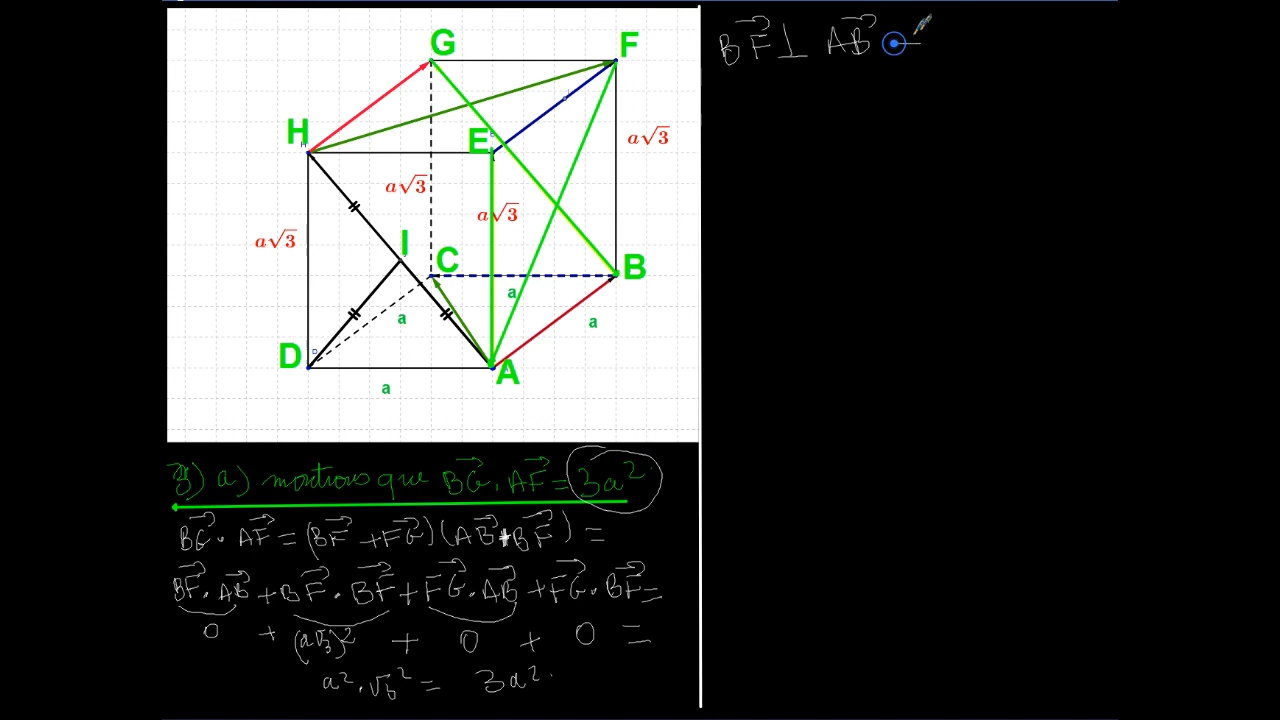 G
F
H
E
a√3
a√3
a√3
a√3
I
C
B
a
a
a
D
A
a
3) a) montrons que BG⃗ . AF⃗ = 3a².
BG⃗ . AF⃗ = (BF⃗ + FG⃗)(AB⃗ + BF⃗) =
BF⃗ . AB⃗ + BF⃗ . BF⃗ + FG⃗ . AB⃗ + FG⃗ . BF⃗ =
0 + (a√3)² + 0 + 0 =
a² . √3² = 3a².
BF⃗ ⊥ AB⃗